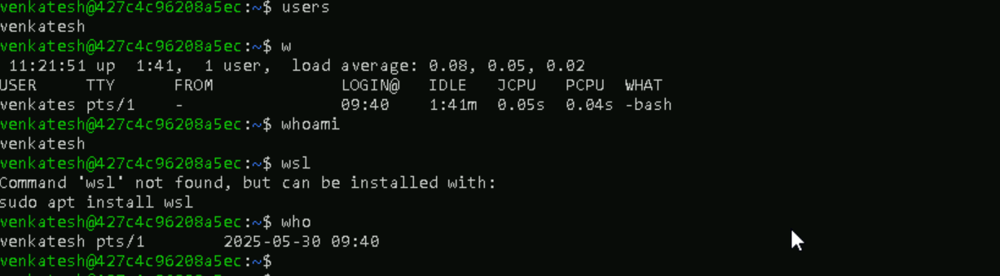 venkatesh@427c4c96208a5ec:~$ users
venkatesh
venkatesh@427c4c96208a5ec:~$ w
 11:21:51 up  1:41,  1 user,  load average: 0.08, 0.05, 0.02
USER     TTY      FROM             LOGIN@   IDLE   JCPU   PCPU  WHAT
venkates pts/1    -                09:40    1:41m  0.05s  0.04s -bash
venkatesh@427c4c96208a5ec:~$ whoami
venkatesh
venkatesh@427c4c96208a5ec:~$ wsl
Command 'wsl' not found, but can be installed with:
sudo apt install wsl
venkatesh@427c4c96208a5ec:~$ who
venkatesh pts/1        2025-05-30 09:40
venkatesh@427c4c96208a5ec:~$